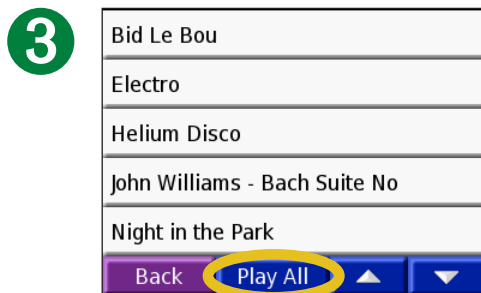 3
Bid Le Bou
Electro
Helium Disco
John Williams - Bach Suite No
Night in the Park
Back Play All